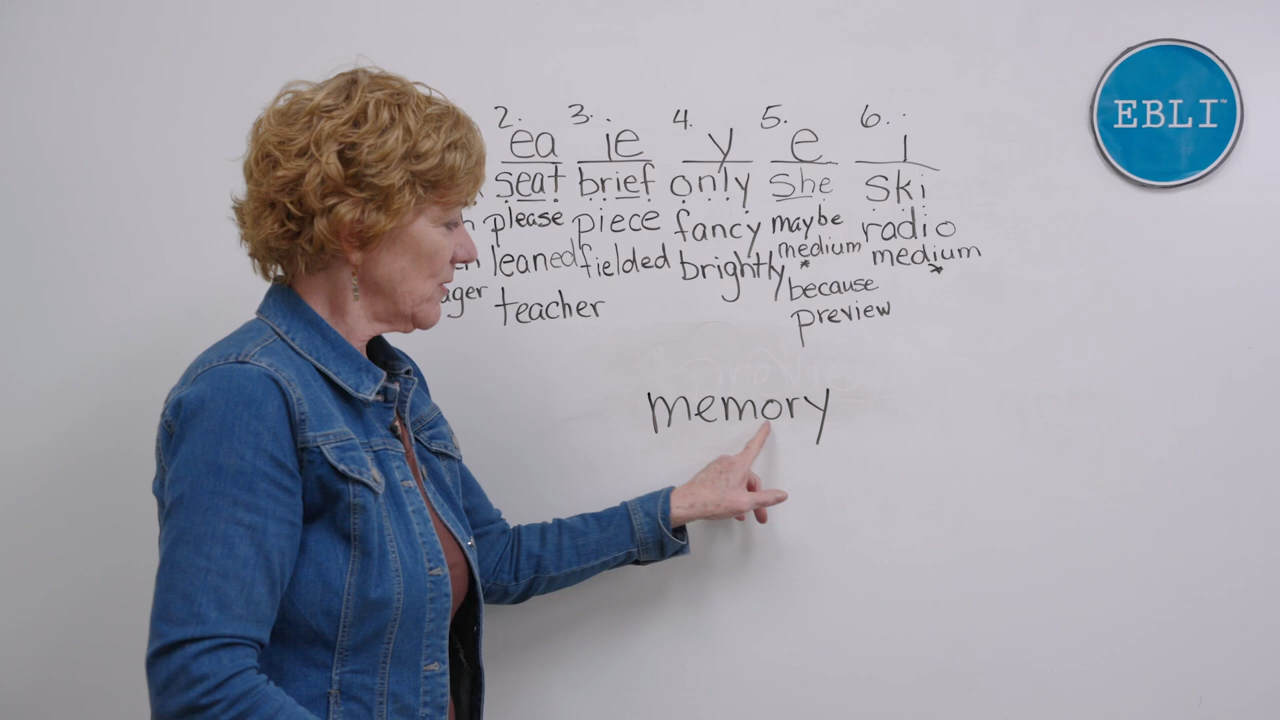 EBLI™
2. 3. 4. 5. 6.
ea ie y e i
seat brief only she ski
please piece fancy maybe radio
leaned fielded brightly medium medium
* *
teacher because
preview
memory